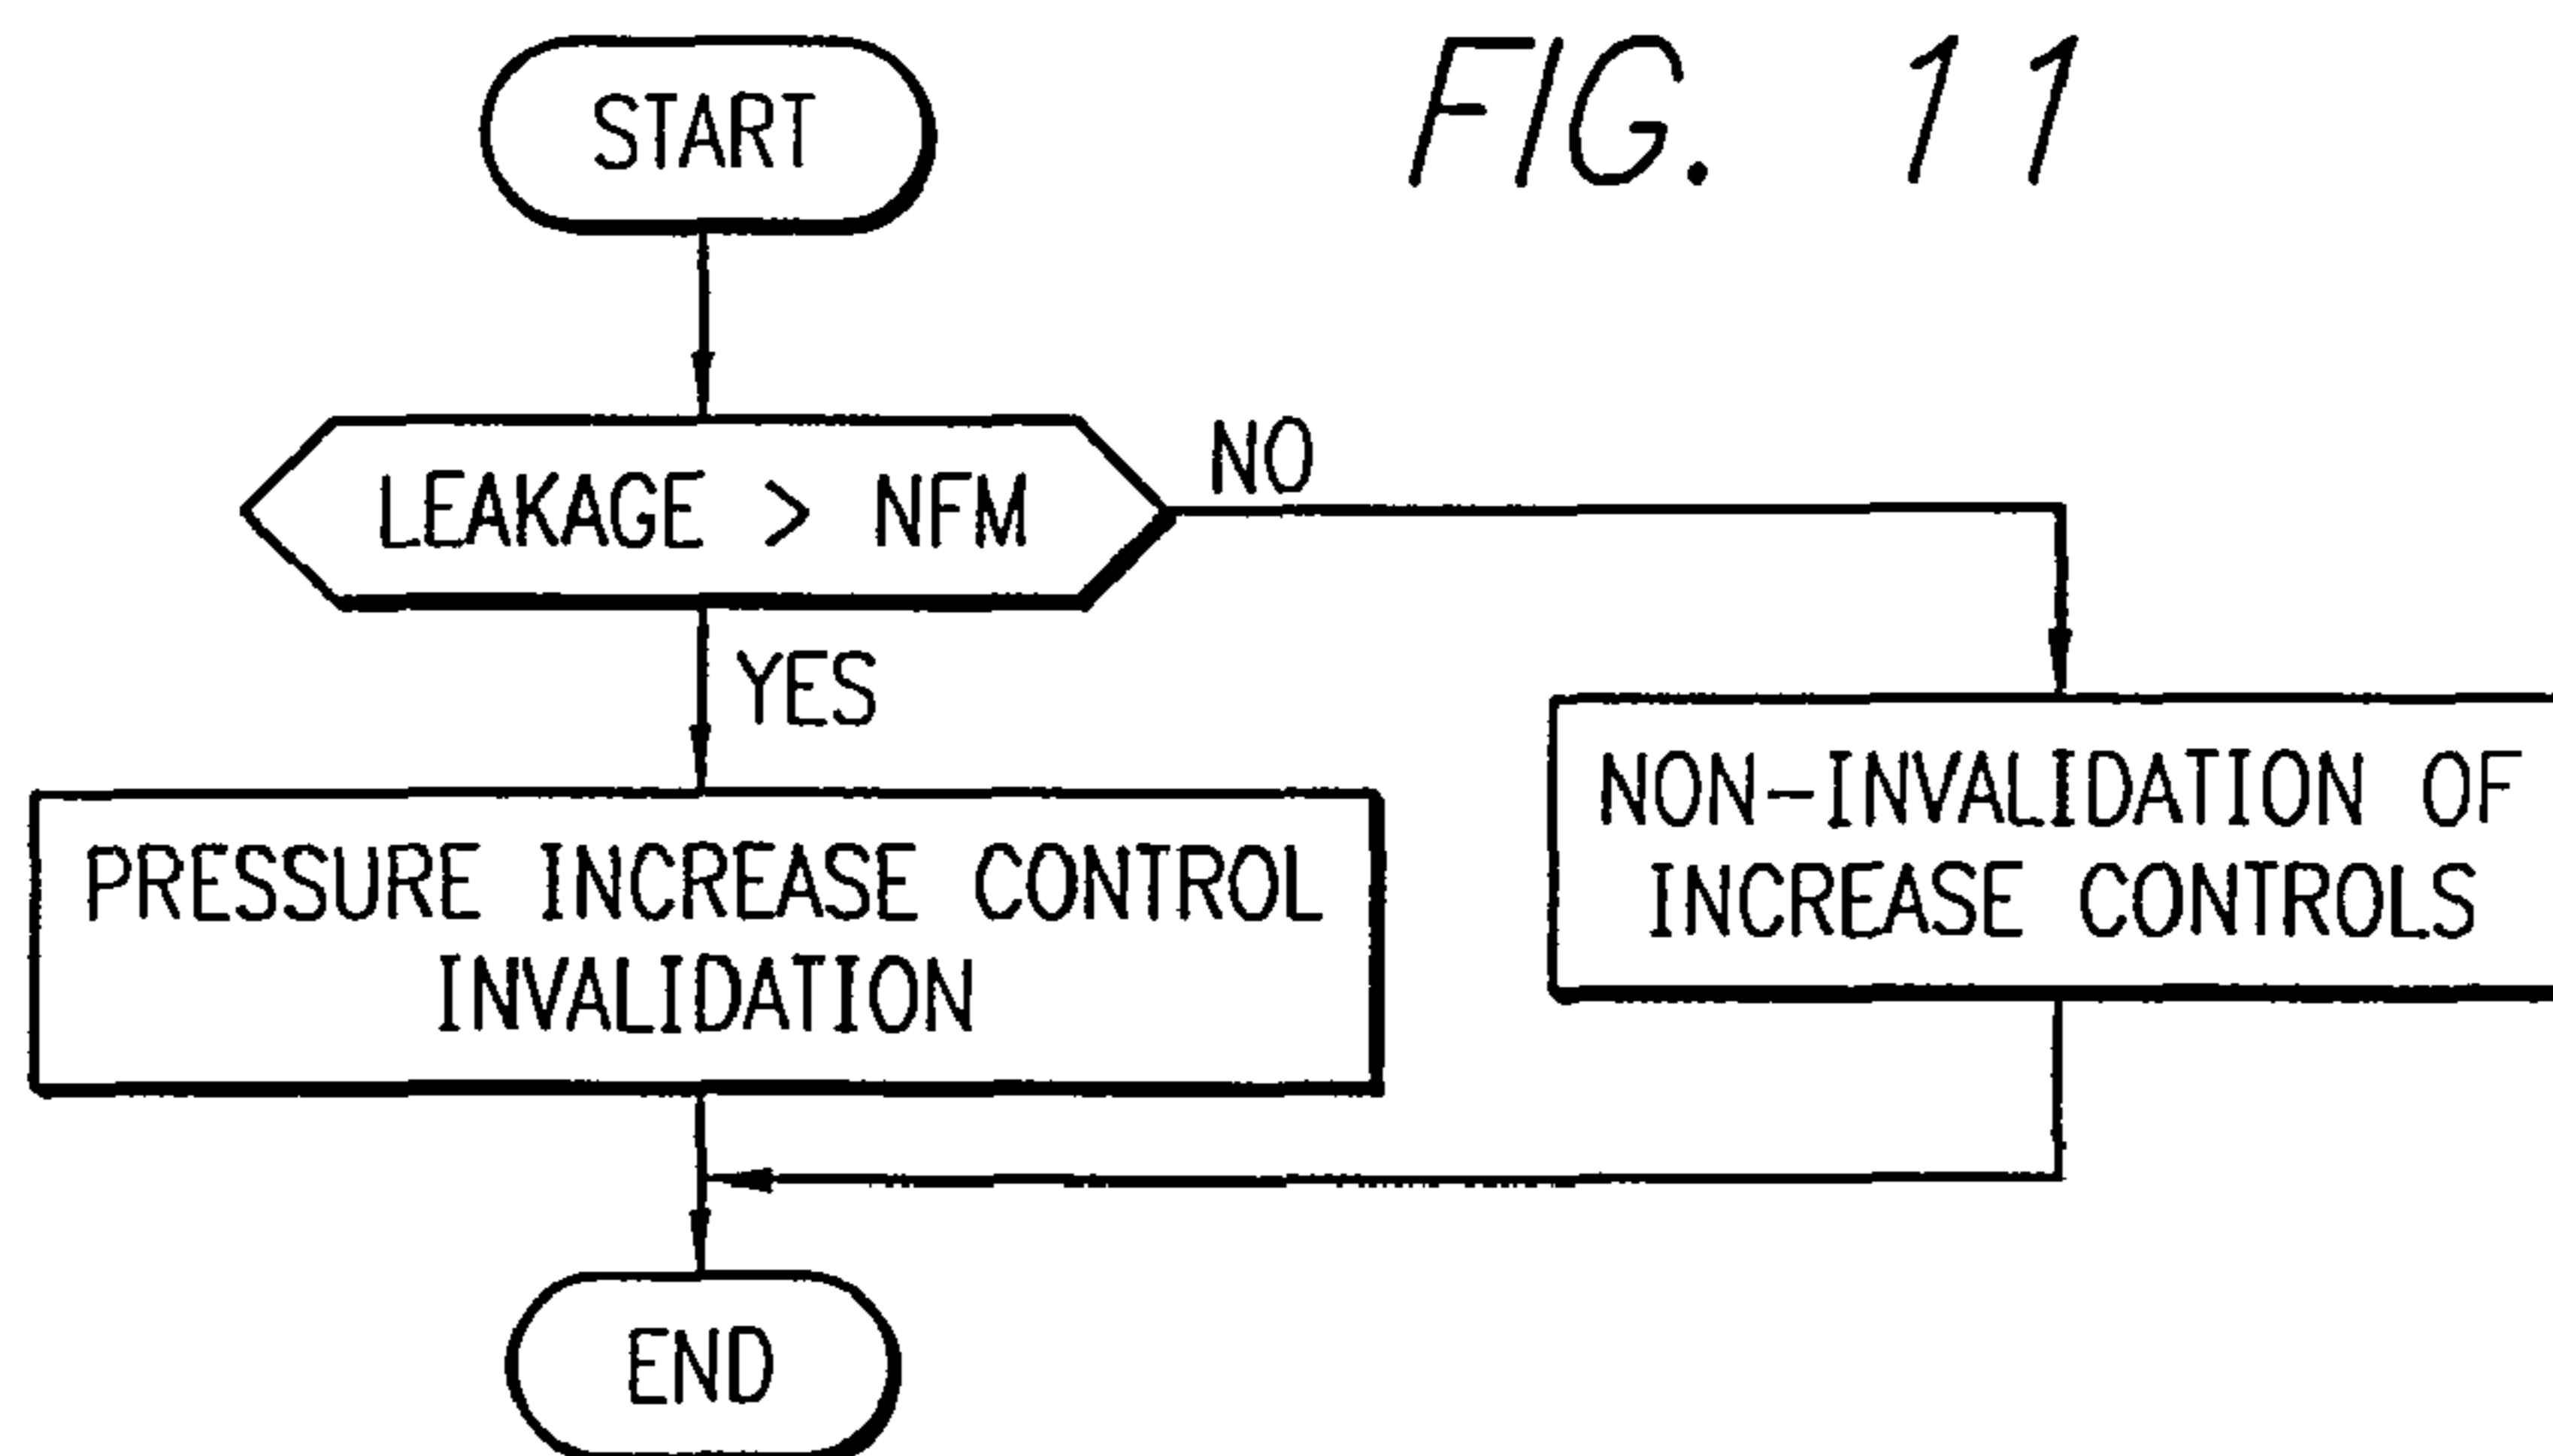 FIG. 11
START
LEAKAGE > NFM
NO
YES
NON-INVALIDATION OF
INCREASE CONTROLS
PRESSURE INCREASE CONTROL
INVALIDATION
END